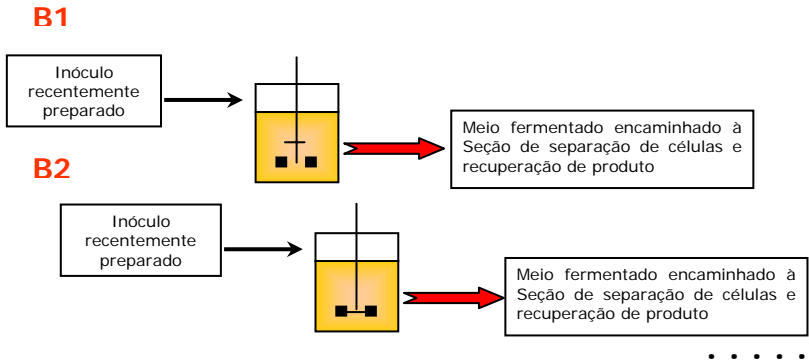 B1
Inóculo
recentemente
preparado
Meio fermentado encaminhado à
Seção de separação de células e
recuperação de produto
B2
Inóculo
recentemente
preparado
Meio fermentado encaminhado à
Seção de separação de células e
recuperação de produto
. . . . .